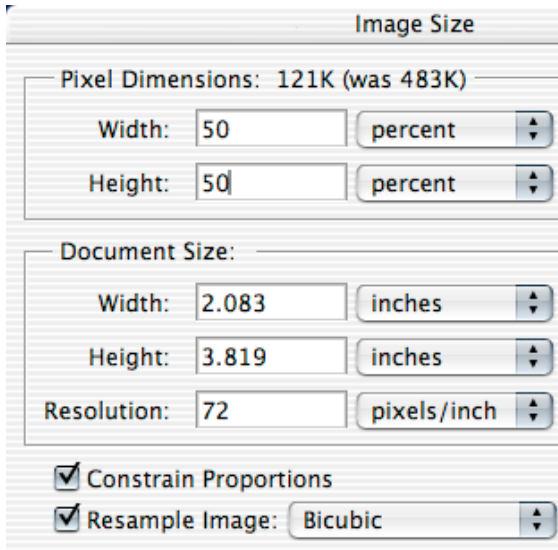 Image Size
Pixel Dimensions: 121K (was 483K)
Width: 50 percent
Height: 50 percent
Document Size:
Width: 2.083 inches
Height: 3.819 inches
Resolution: 72 pixels/inch
Constrain Proportions
Resample Image: Bicubic